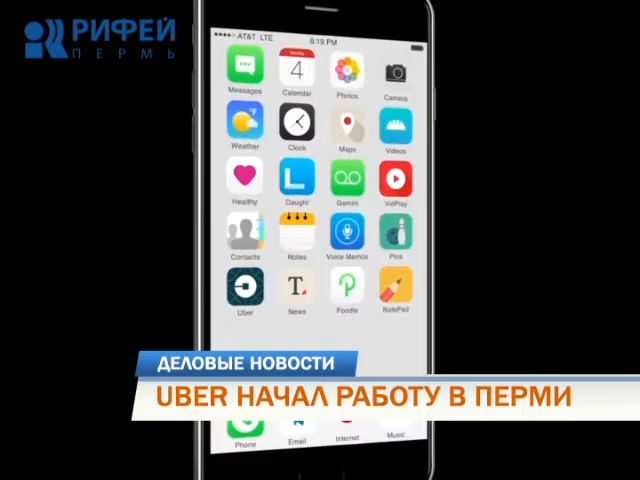 РИФЕЙ
ПЕРМЬ
AT&T LTE
6:19 PM
Messages
Calendar
Photos
Camera
Monday
4
Weather
Clock
Maps
Videos
Healthy
Daught
Gemini
VidPlay
Contacts
Notes
Voice Memos
Pins
Uber
News
Foodle
NotePad
ДЕЛОВЫЕ НОВОСТИ
UBER НАЧАЛ РАБОТУ В ПЕРМИ
Phone
Email
Internet
Music